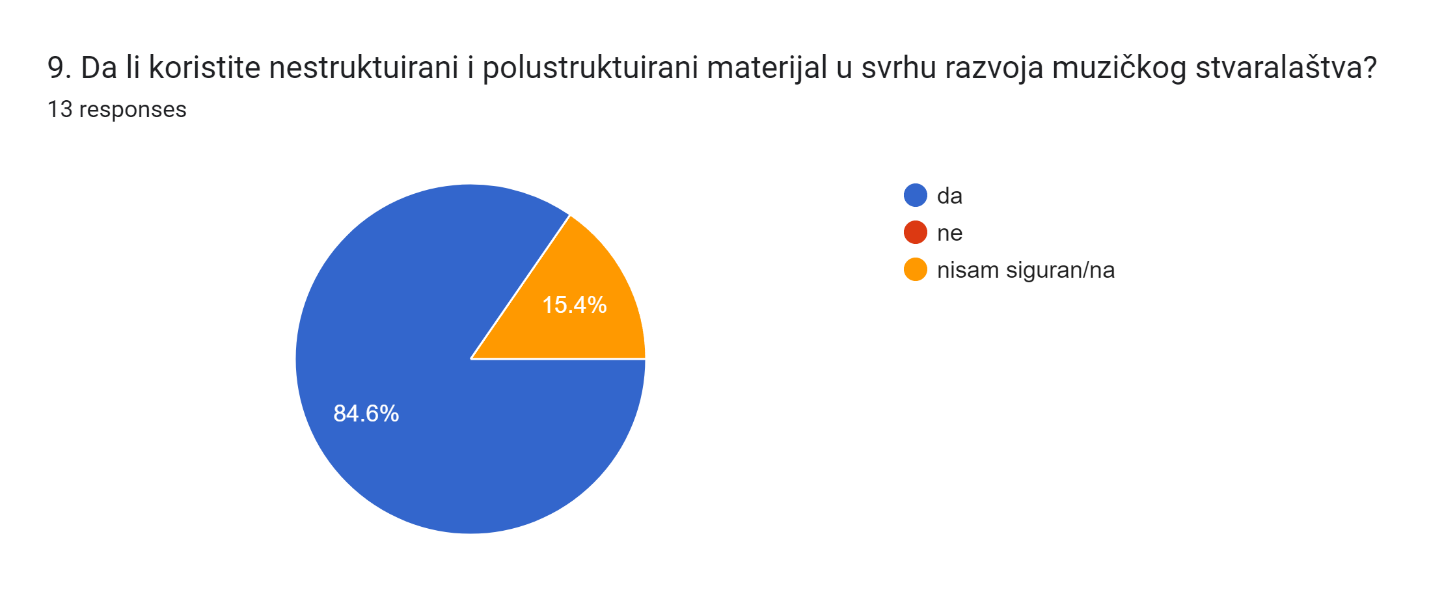 9. Da li koristite nestruktuirani i polustruktuirani materijal u svrhu razvoja muzičkog stvaralaštva?
13 responses
da
ne
nisam siguran/na
15.4%
84.6%